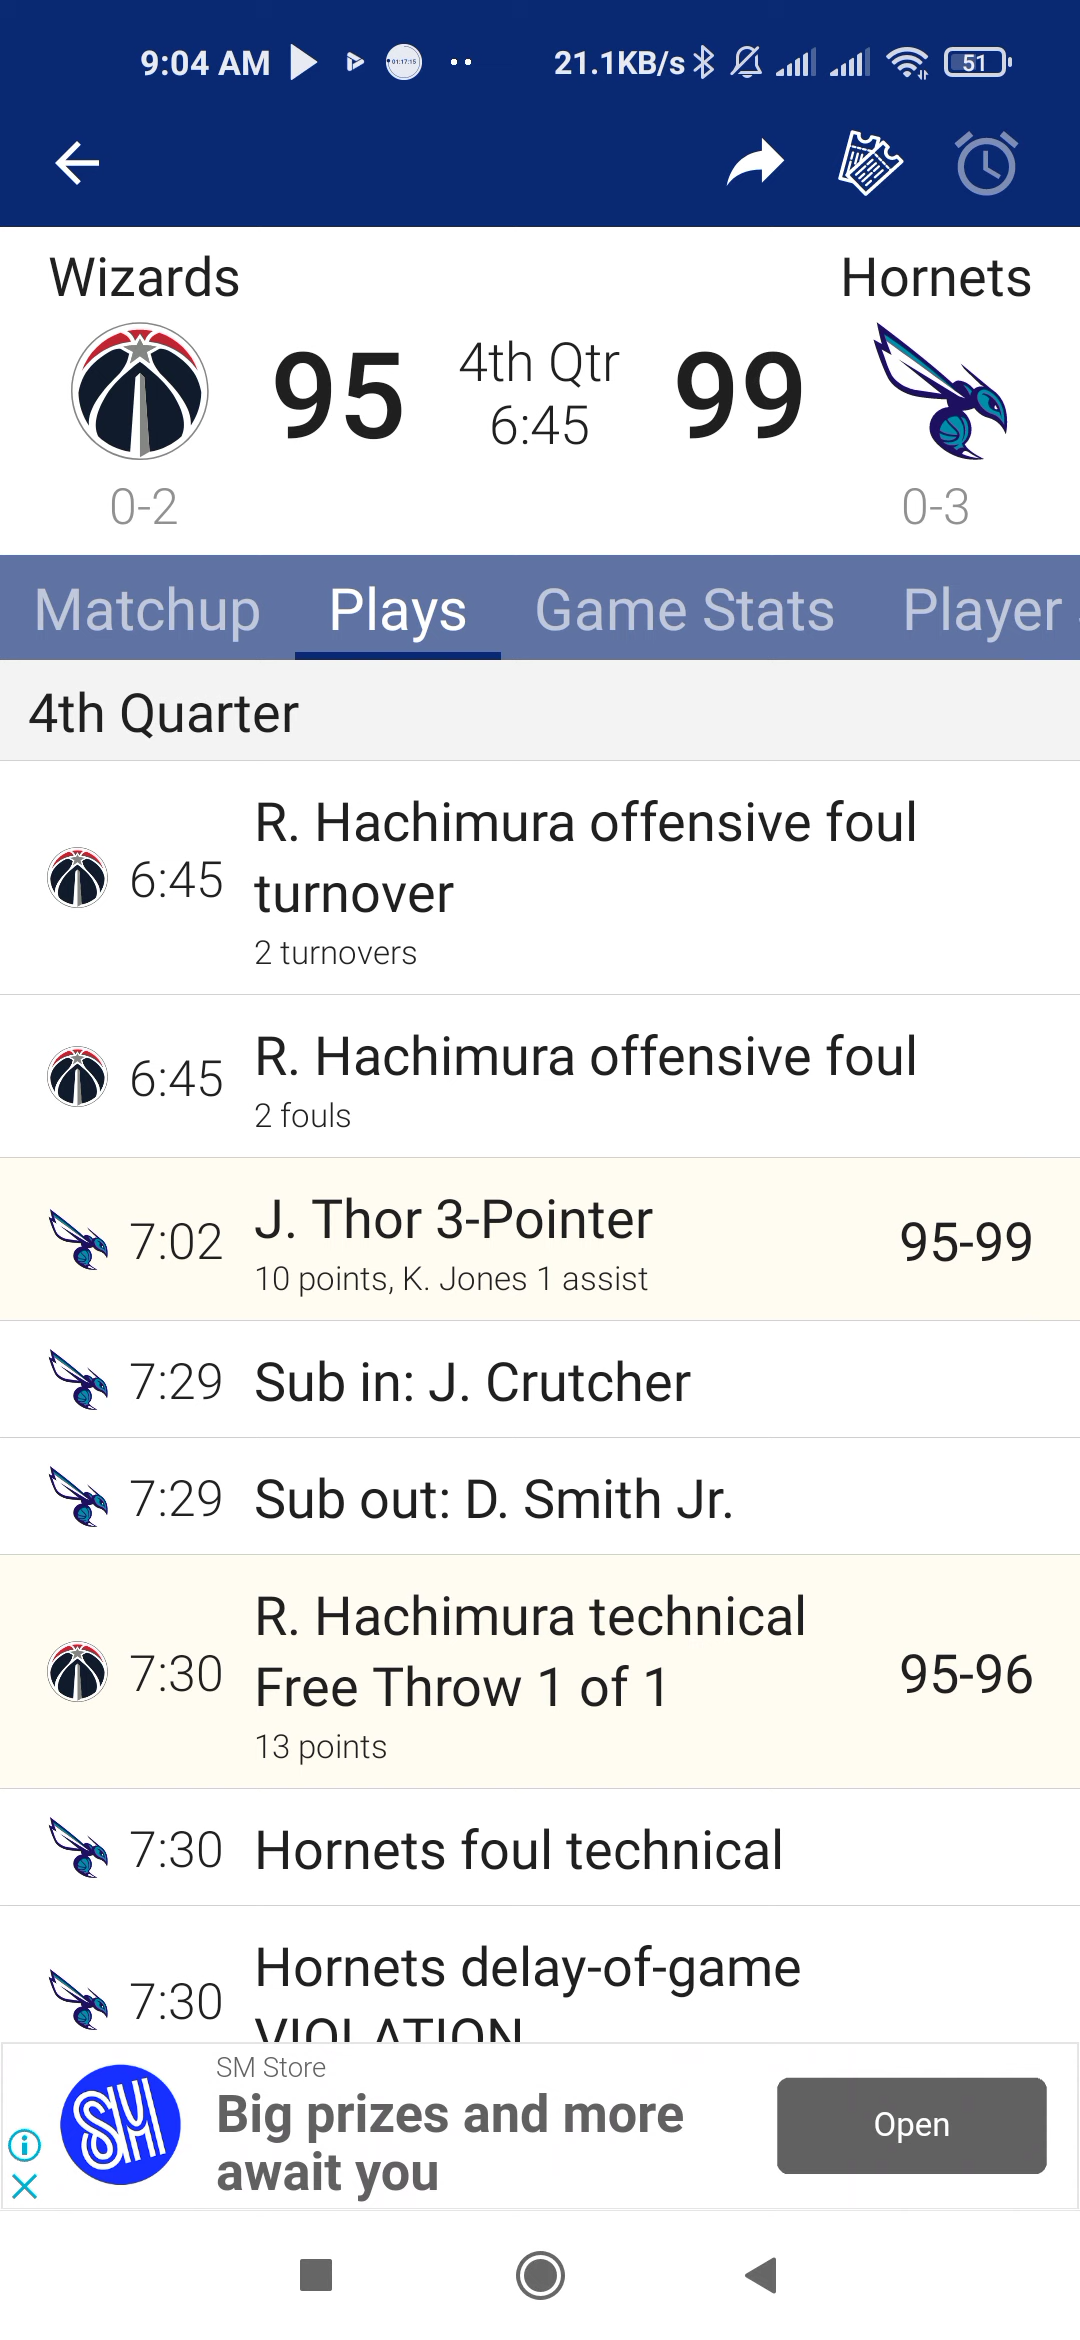 9:04 AM
01:17:15
21.1KB/s
51
Wizards
Hornets
95
4th Qtr
6:45
99
0-2
0-3
Matchup
Plays
Game Stats
Player
4th Quarter
6:45
R. Hachimura offensive foul
turnover
2 turnovers
6:45
R. Hachimura offensive foul
2 fouls
7:02
J. Thor 3-Pointer
10 points, K. Jones 1 assist
95-99
7:29
Sub in: J. Crutcher
7:29
Sub out: D. Smith Jr.
7:30
R. Hachimura technical
Free Throw 1 of 1
13 points
95-96
7:30
Hornets foul technical
7:30
Hornets delay-of-game
VIOLATION
SM
SM Store
Big prizes and more
await you
Open